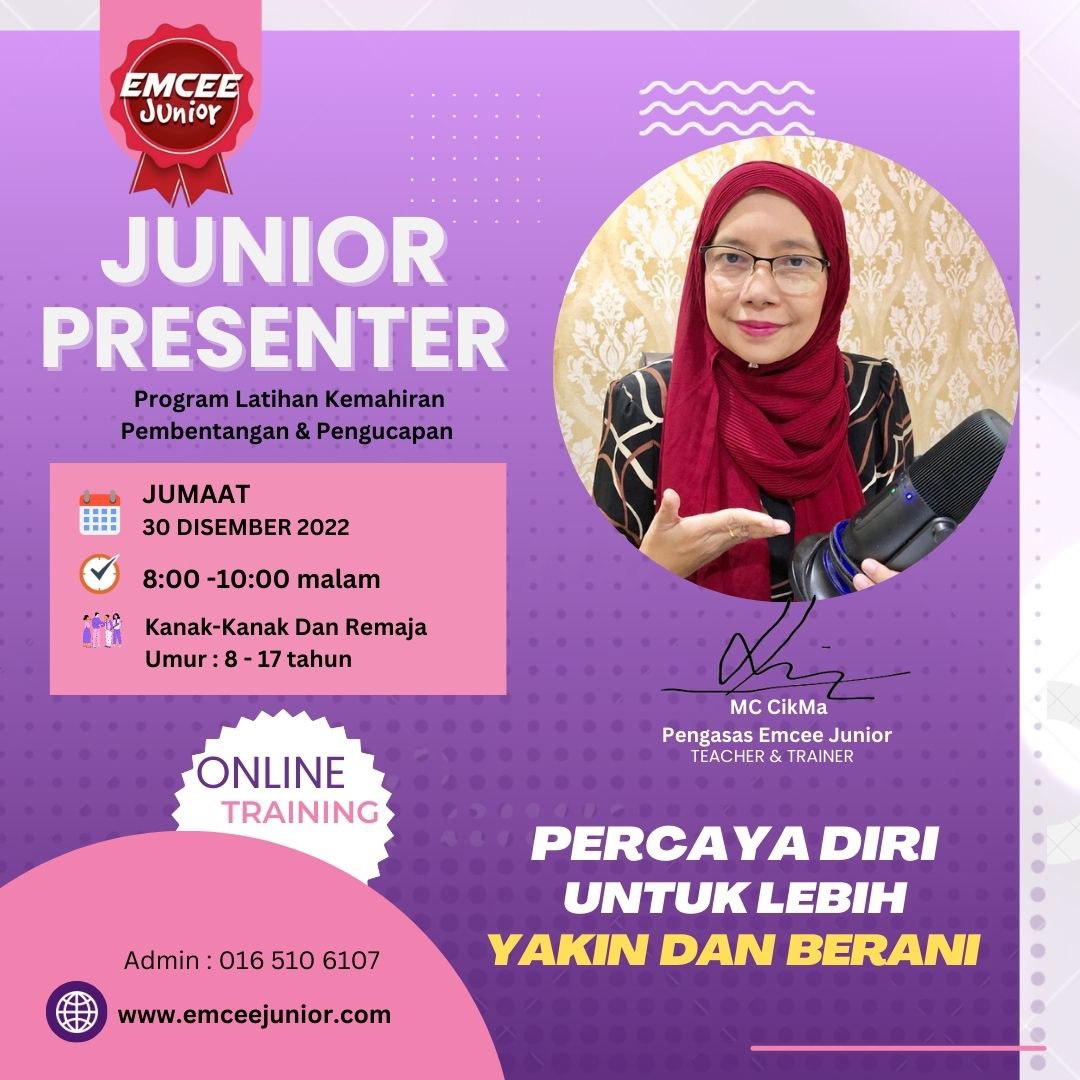 EMCEE
Junior
JUNIOR
PRESENTER
Program Latihan Kemahiran
Pembentangan & Pengucapan
JUMAAT
30 DISEMBER 2022
8:00 -10:00 malam
Kanak-Kanak Dan Remaja
Umur : 8 - 17 tahun
MC CikMa
Pengasas Emcee Junior
TEACHER & TRAINER
ONLINE
TRAINING
PERCAYA DIRI
UNTUK LEBIH
YAKIN DAN BERANI
Admin : 016 510 6107
www.emceejunior.com